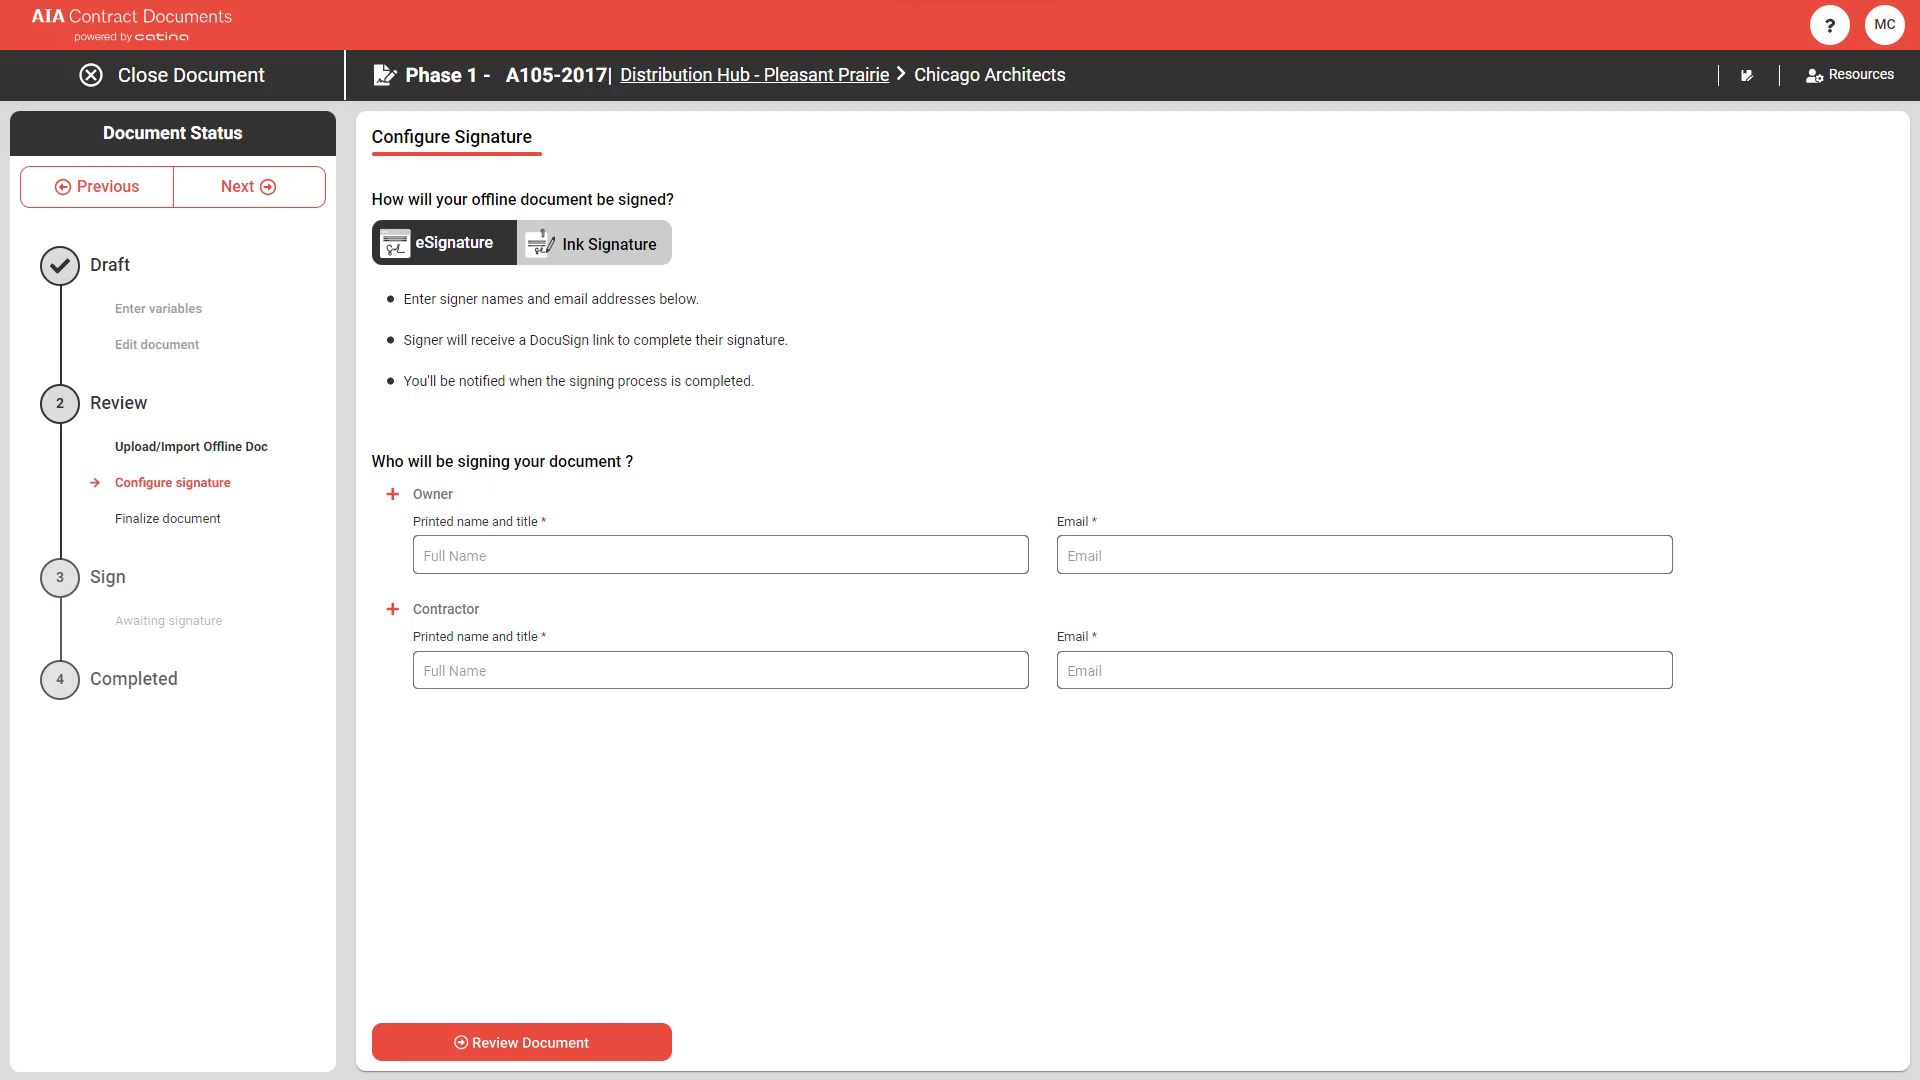 AIA Contract Documents
powered by catina
?
MC
Close Document
Phase 1 - A105-2017| Distribution Hub - Pleasant Prairie > Chicago Architects
Resources
Document Status
Previous
Next
Draft
Enter variables
Edit document
2
Review
Upload/Import Offline Doc
Configure signature
Finalize document
3
Sign
Awaiting signature
4
Completed
Configure Signature
How will your offline document be signed?
eSignature
Ink Signature
Enter signer names and email addresses below.
Signer will receive a DocuSign link to complete their signature.
You'll be notified when the signing process is completed.
Who will be signing your document ?
Owner
Printed name and title *
Email *
Full Name
Email
Contractor
Printed name and title *
Email *
Full Name
Email
Review Document